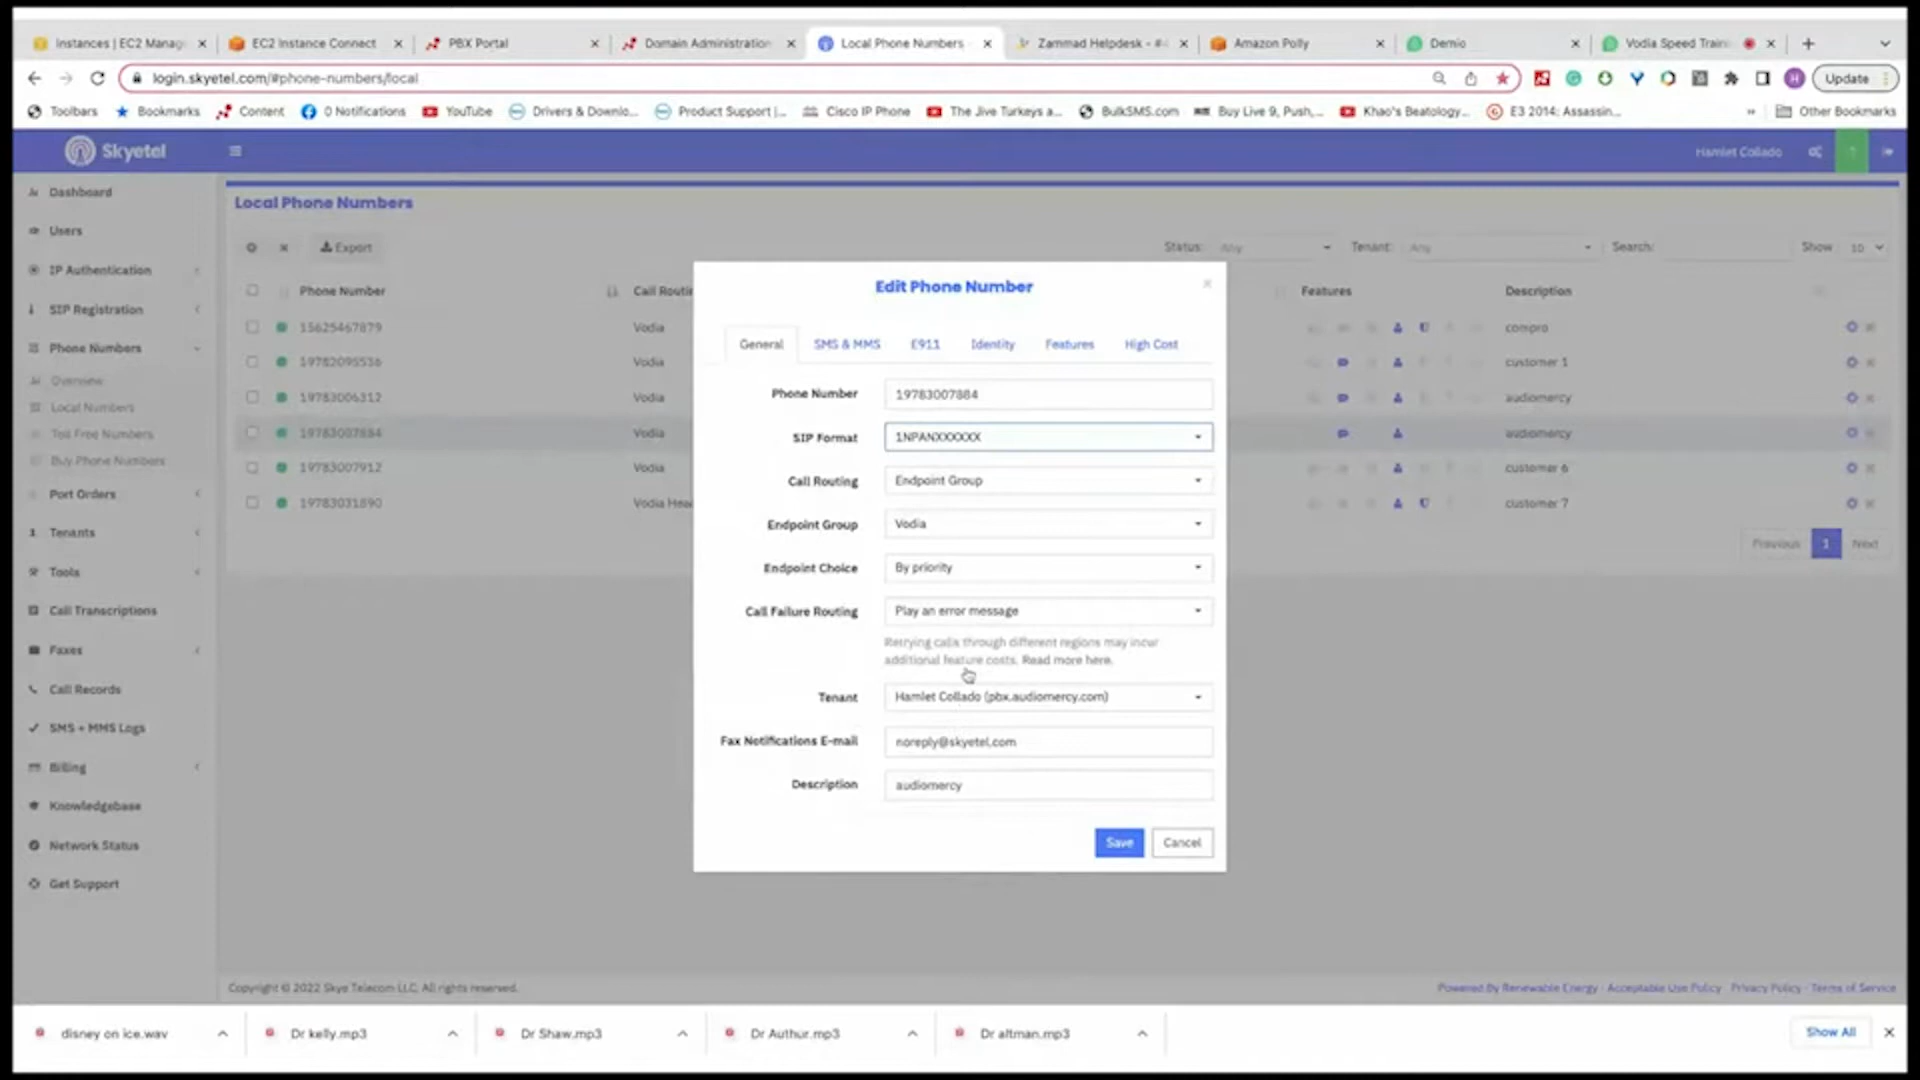 Instances | EC2 Manag
EC2 Instance Connect
PBX Portal
Domain Administration
Local Phone Numbers
Zammad Helpdesk - #
Amazon Polly
Demio
Vodia Speed Traini
login.skyetel.com/#phone-numbers/local
Update
Toolbars
Bookmarks
Content
0 Notifications
YouTube
Drivers & Downlo...
Product Support |...
Cisco IP Phone
The Jive Turkeys a...
BulkSMS.com
Buy Live 9, Push,...
Khao's Beatology...
E3 2014: Assassin...
Other Bookmarks
Skyetel
Hamlet Collado
Dashboard
Users
IP Authentication
SIP Registration
Phone Numbers
Overview
Local Numbers
Toll Free Numbers
Buy Phone Numbers
Port Orders
Tenants
Tools
Call Transcriptions
Faxes
Call Records
SMS + MMS Logs
Billing
Knowledgebase
Network Status
Get Support
Local Phone Numbers
Export
Status: Any
Tenant: Any
Search:
Show 10
Phone Number
Call Routi
Features
Description
15625467879 Vodia compro
19782095536 Vodia customer 1
19783006312 Vodia audiomercy
19783007884 Vodia audiomercy
19783007912 Vodia customer 6
19783031890 Vodia Hea customer 7
Previous 1 Next
Edit Phone Number
General SMS & MMS E911 Identity Features High Cost
Phone Number 19783007884
SIP Format 1NPANXXXXXX
Call Routing Endpoint Group
Endpoint Group Vodia
Endpoint Choice By priority
Call Failure Routing Play an error message
Retrying calls through different regions may incur
additional feature costs. Read more here.
Tenant Hamlet Collado (pbx.audiomercy.com)
Fax Notifications E-mail noreply@skyetel.com
Description audiomercy
Save Cancel
Copyright © 2022 Skye Telecom LLC. All rights reserved.
Powered By Renewable Energy · Acceptable Use Policy · Privacy Policy · Terms of Service
disney on ice.wav
Dr kelly.mp3
Dr Shaw.mp3
Dr Authur.mp3
Dr altman.mp3
Show All